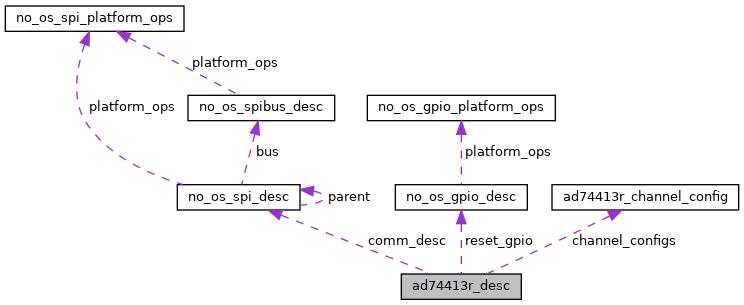 no_os_spi_platform_ops
platform_ops
no_os_spibus_desc
no_os_gpio_platform_ops
platform_ops
bus
platform_ops
no_os_spi_desc
parent
no_os_gpio_desc
ad74413r_channel_config
comm_desc
reset_gpio
channel_configs
ad74413r_desc